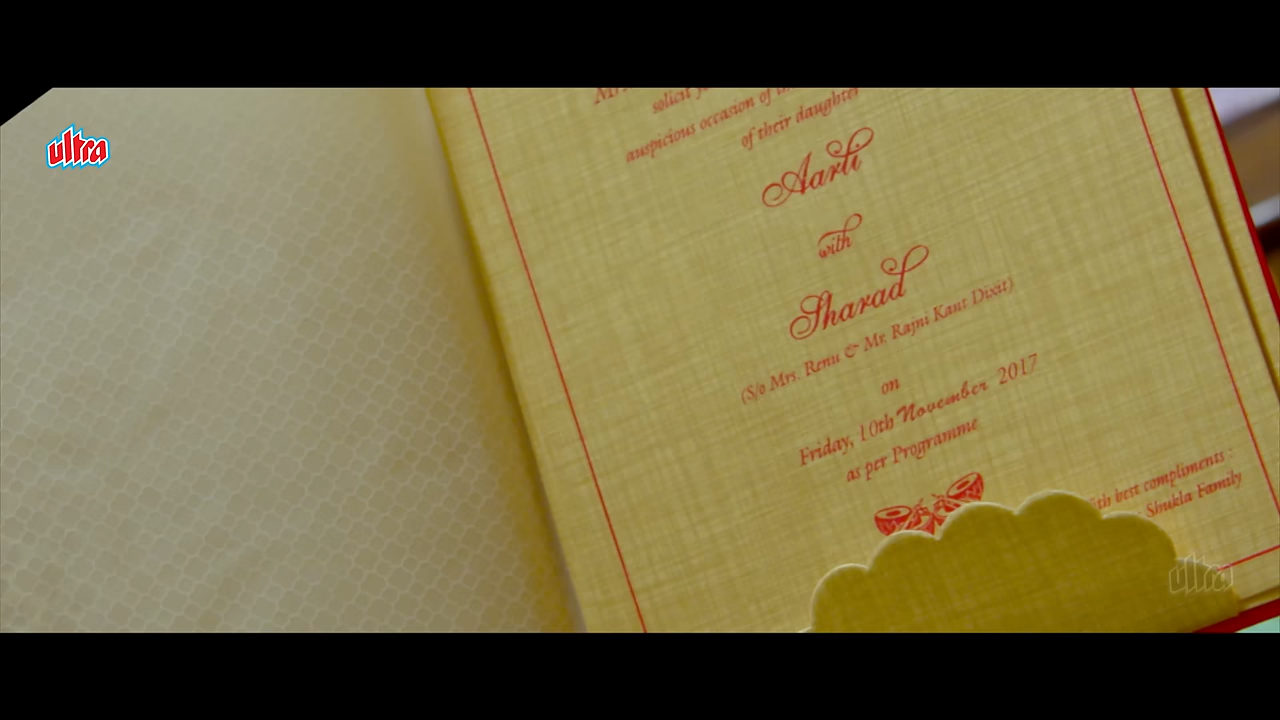 ultra
solicit
auspicious occasion of
of their daughter
Aarti
with
Sharad
(S/o Mrs. Renu & Mr. Rajni Kant Dixit)
on
Friday, 10th November 2017
as per Programme
best compliments :
Shukla Family
ultra